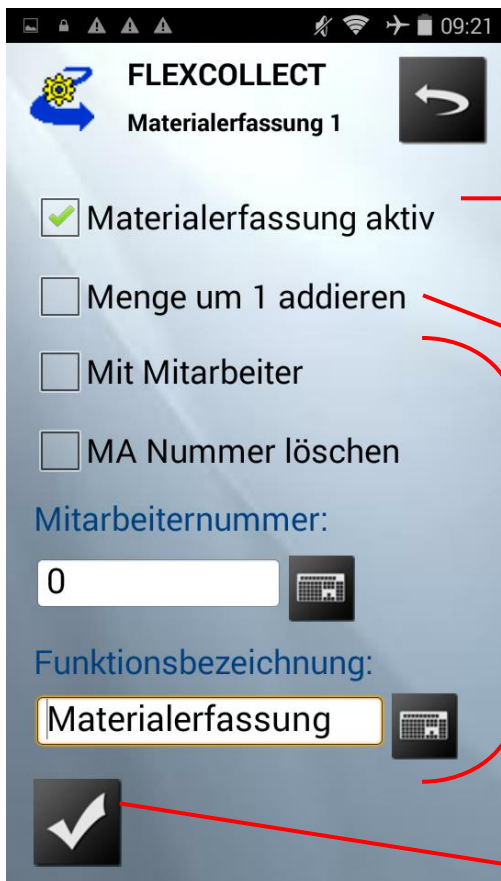 09:21
FLEXCOLLECT
Materialerfassung 1
Materialerfassung aktiv
Menge um 1 addieren
Mit Mitarbeiter
MA Nummer löschen
Mitarbeiternummer:
0
Funktionsbezeichnung:
Materialerfassung